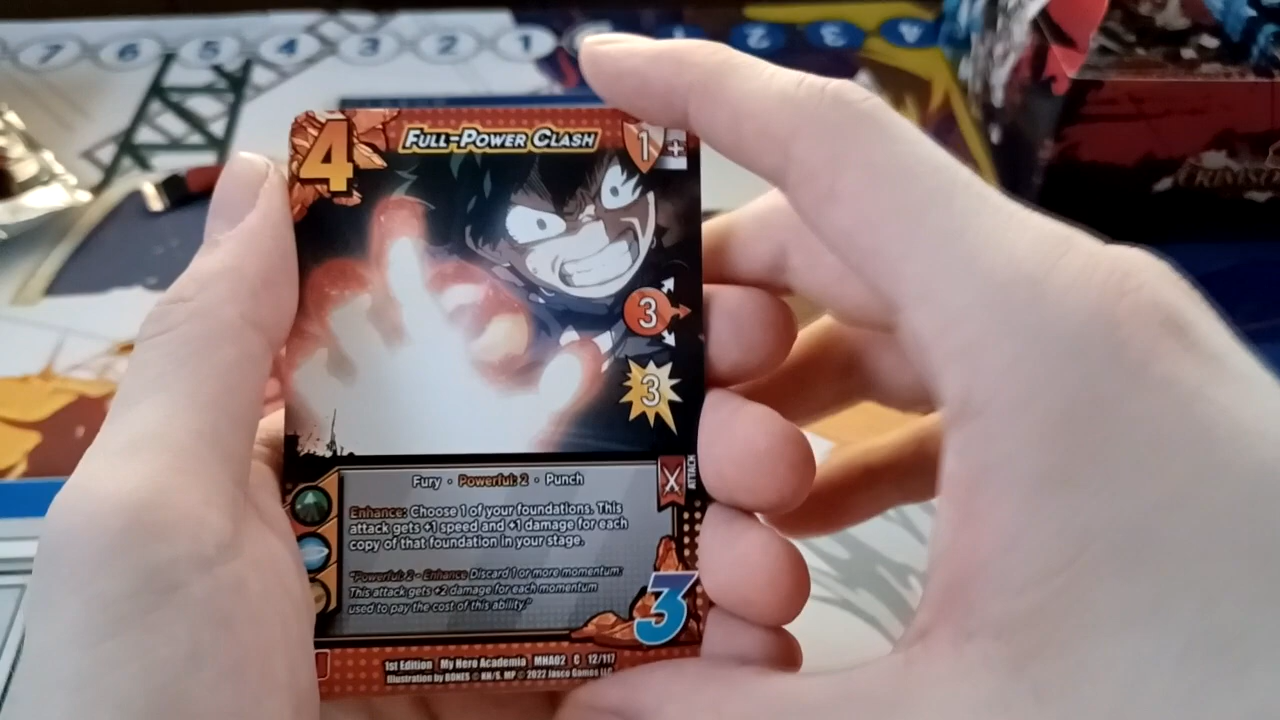 7 6 5 4 3 2 1 1 2 3 4
4 FULL-POWER CLASH 1 +
3
3
ATTACK
Fury • Powerful: 2 • Punch
Enhance: Choose 1 of your foundations. This
attack gets +1 speed and +1 damage for each
copy of that foundation in your stage.
"Powerful: 2 - Enhance Discard 1 or more momentum:
This attack gets +2 damage for each momentum
used to pay the cost of this ability."
3
1st Edition My Hero Academia MHA02 C 12/117
Illustration by BONES © KH/S, MP © 2022 Jasco Games LLC